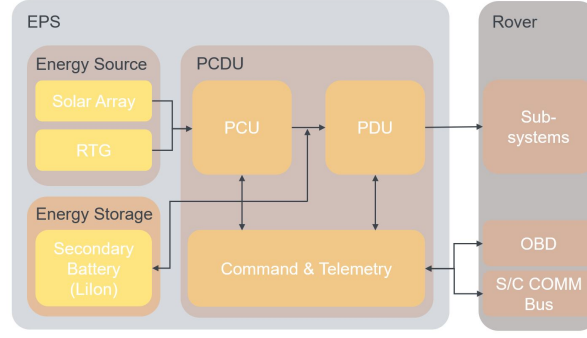 EPS
Rover
Energy Source
PCDU
Solar Array
RTG
PCU
PDU
Sub-
systems
Energy Storage
Secondary
Battery
(LiIon)
Command & Telemetry
OBD
S/C COMM
Bus